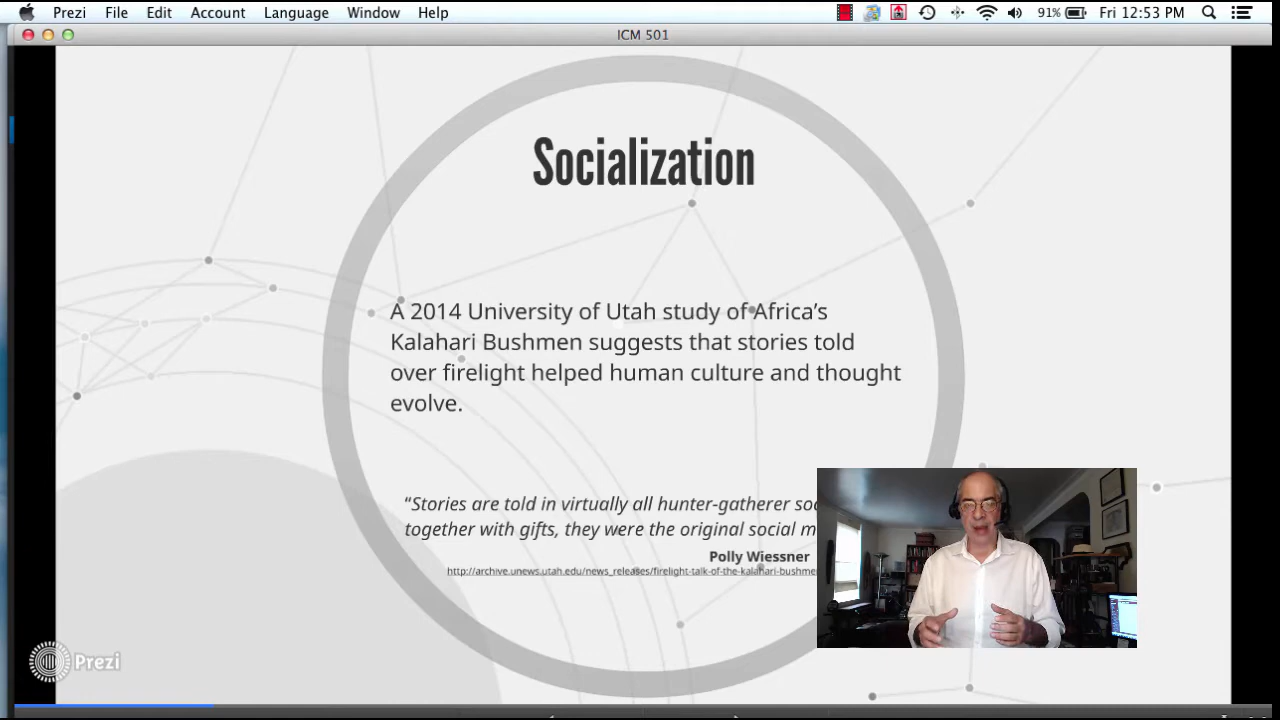 Prezi File Edit Account Language Window Help 91% Fri 12:53 PM
ICM 501
Socialization
A 2014 University of Utah study of Africa’s
Kalahari Bushmen suggests that stories told
over firelight helped human culture and thought
evolve.
“Stories are told in virtually all hunter-gatherer
together with gifts, they were the original social
Polly Wiessner
http://archive.unews.utah.edu/news_releases/firelight-talk-of-the-kalahari-bushme
Prezi